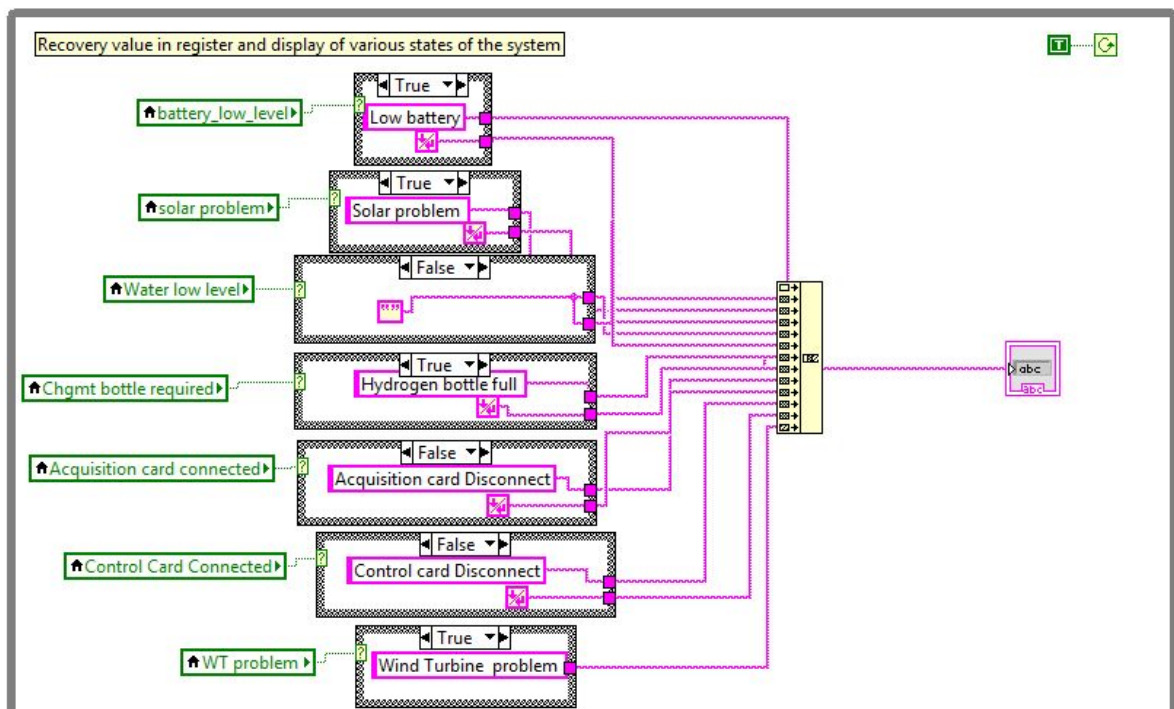 Recovery value in register and display of various states of the system
T
True
battery_low_level
?
Low battery
True
solar problem
?
Solar problem
False
Water low level
?
""
True
Chgmt bottle required
?
Hydrogen bottle full
abc
abc
False
Acquisition card connected
?
Acquisition card Disconnect
False
Control Card Connected
?
Control card Disconnect
True
WT problem
?
Wind Turbine problem